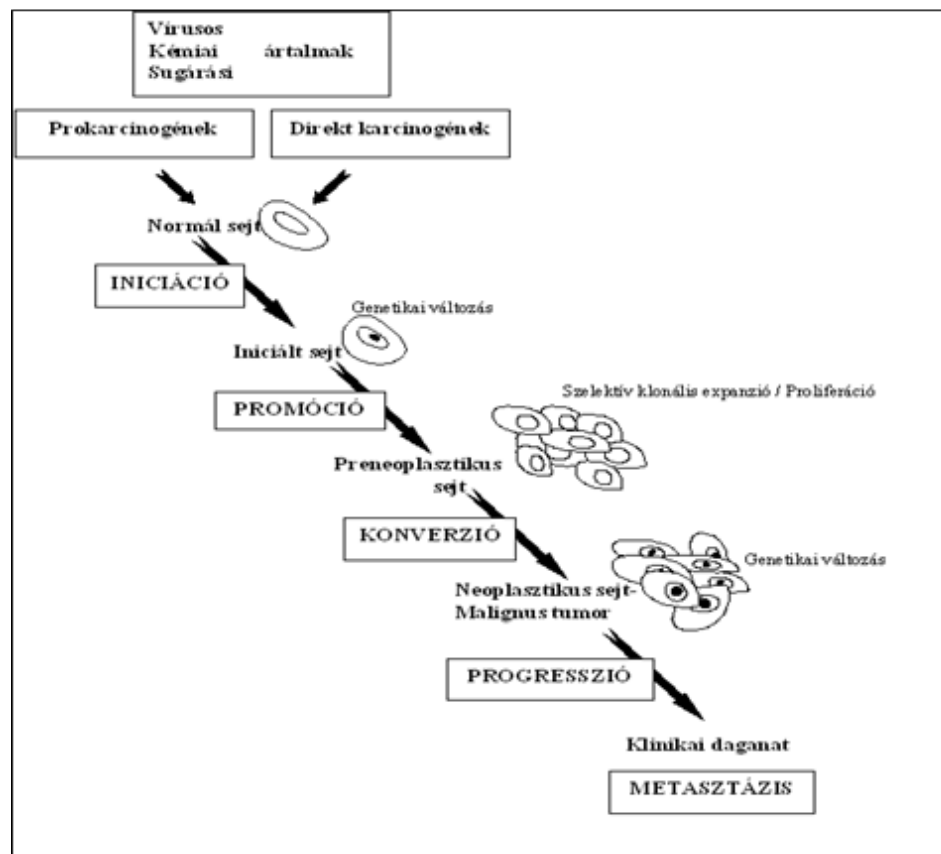 Vírusos
Kémiai ártalmak
Sugárási
Prokarcinogének
Direkt karcinogének
Normál sejt
INICIÁCIÓ
Genetikai változás
Iniciált sejt
PROMÓCIÓ
Szelektív klonális expanzió / Proliferáció
Preneoplasztikus
sejt
KONVERZIÓ
Genetikai változás
Neoplasztikus sejt-
Malignus tumor
PROGRESSZIÓ
Klinikai daganat
METASZTÁZIS